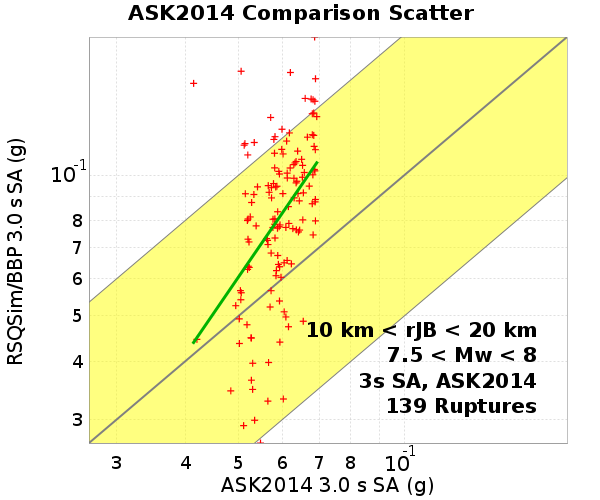 ASK2014 Comparison Scatter
RSQSim/BBP 3.0 s SA (g)
10-1
8
7
6
5
4
3
10 km < rJB < 20 km
7.5 < Mw < 8
3s SA, ASK2014
139 Ruptures
3 4 5 6 7 8 10-1
ASK2014 3.0 s SA (g)